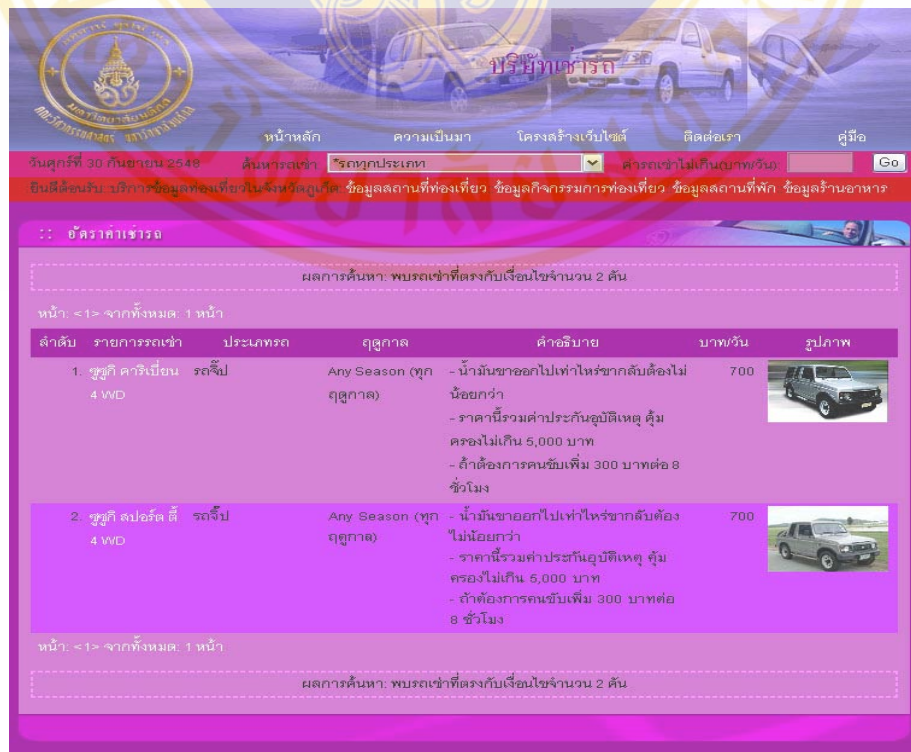 บริษัทเช่ารถ
หน้าหลัก ความเป็นมา โครงสร้างเว็บไซต์ ติดต่อเรา คู่มือ
วันศุกร์ที่ 30 กันยายน 2548 ค้นหารถเช่า *รถทุกประเภท ค่ารถเช่าไม่เกิน(บาท/วัน): Go
ยินดีต้อนรับ: บริการข้อมูลท่องเที่ยวในจังหวัดภูเก็ต ข้อมูลสถานที่ท่องเที่ยว ข้อมูลกิจกรรมการท่องเที่ยว ข้อมูลสถานที่พัก ข้อมูลร้านอาหาร
:: อัตราค่าเช่ารถ
ผลการค้นหา: พบรถเช่าที่ตรงกับเงื่อนไขจำนวน 2 คัน
หน้า: <1> จากทั้งหมด: 1 หน้า
ลำดับ รายการรถเช่า ประเภทรถ ฤดูกาล คำอธิบาย บาท/วัน รูปภาพ
1. ซูซูกิ คาริเบี่ยน รถจี๊ป Any Season (ทุก - น้ำมันขาออกไปเท่าไหร่ขากลับต้องไม่ 700
4 WD ฤดูกาล) น้อยกว่า
- ราคานี้รวมค่าประกันอุบัติเหตุ คุ้ม
ครองไม่เกิน 5,000 บาท
- ถ้าต้องการคนขับเพิ่ม 300 บาทต่อ 8
ชั่วโมง
2. ซูซูกิ สปอร์ต ตี้ รถจี๊ป Any Season (ทุก - น้ำมันขาออกไปเท่าไหร่ขากลับต้อง 700
4 WD ฤดูกาล) ไม่น้อยกว่า
- ราคานี้รวมค่าประกันอุบัติเหตุ คุ้ม
ครองไม่เกิน 5,000 บาท
- ถ้าต้องการคนขับเพิ่ม 300 บาทต่อ
8 ชั่วโมง
หน้า: <1> จากทั้งหมด: 1 หน้า
ผลการค้นหา: พบรถเช่าที่ตรงกับเงื่อนไขจำนวน 2 คัน